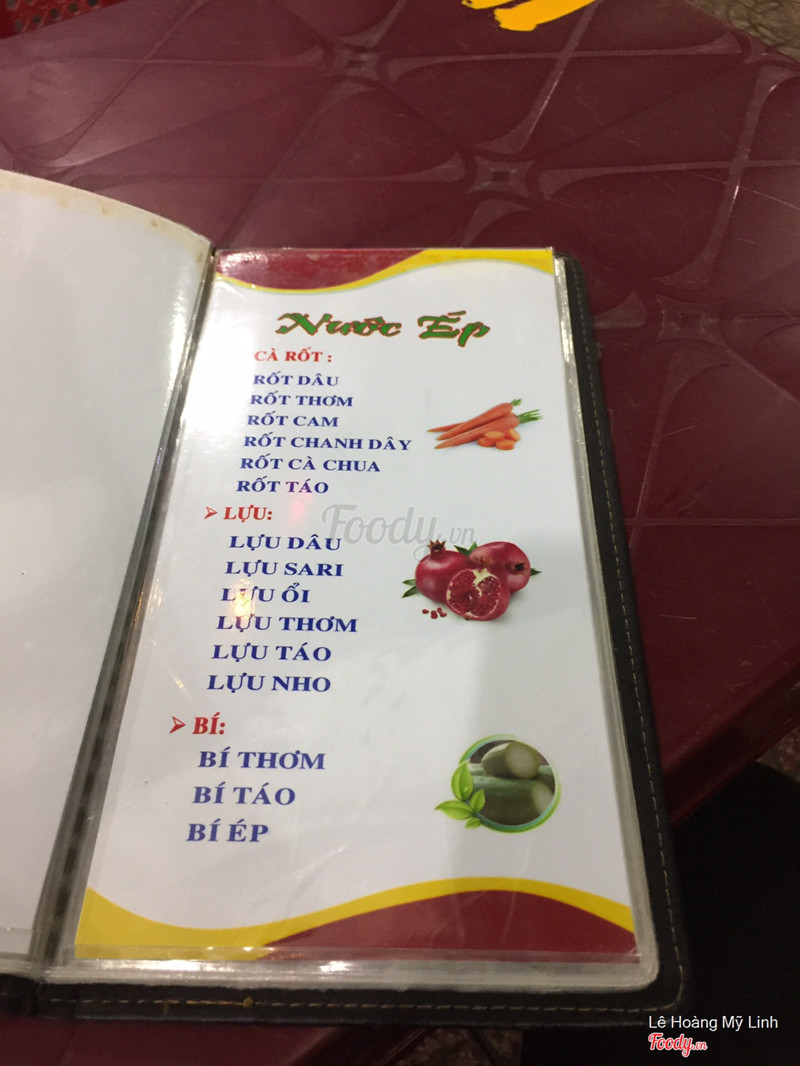 Nước Ép
CÀ RỐT :
RỐT DÂU
RỐT THƠM
RỐT CAM
RỐT CHANH DÂY
RỐT CÀ CHUA
RỐT TÁO
➢ LỰU:
Foody.vn
LỰU DÂU
LỰU SARI
LỰU ỔI
LỰU THƠM
LỰU TÁO
LỰU NHO
➢ BÍ:
BÍ THƠM
BÍ TÁO
BÍ ÉP
Lê Hoàng Mỹ Linh
Foody.vn